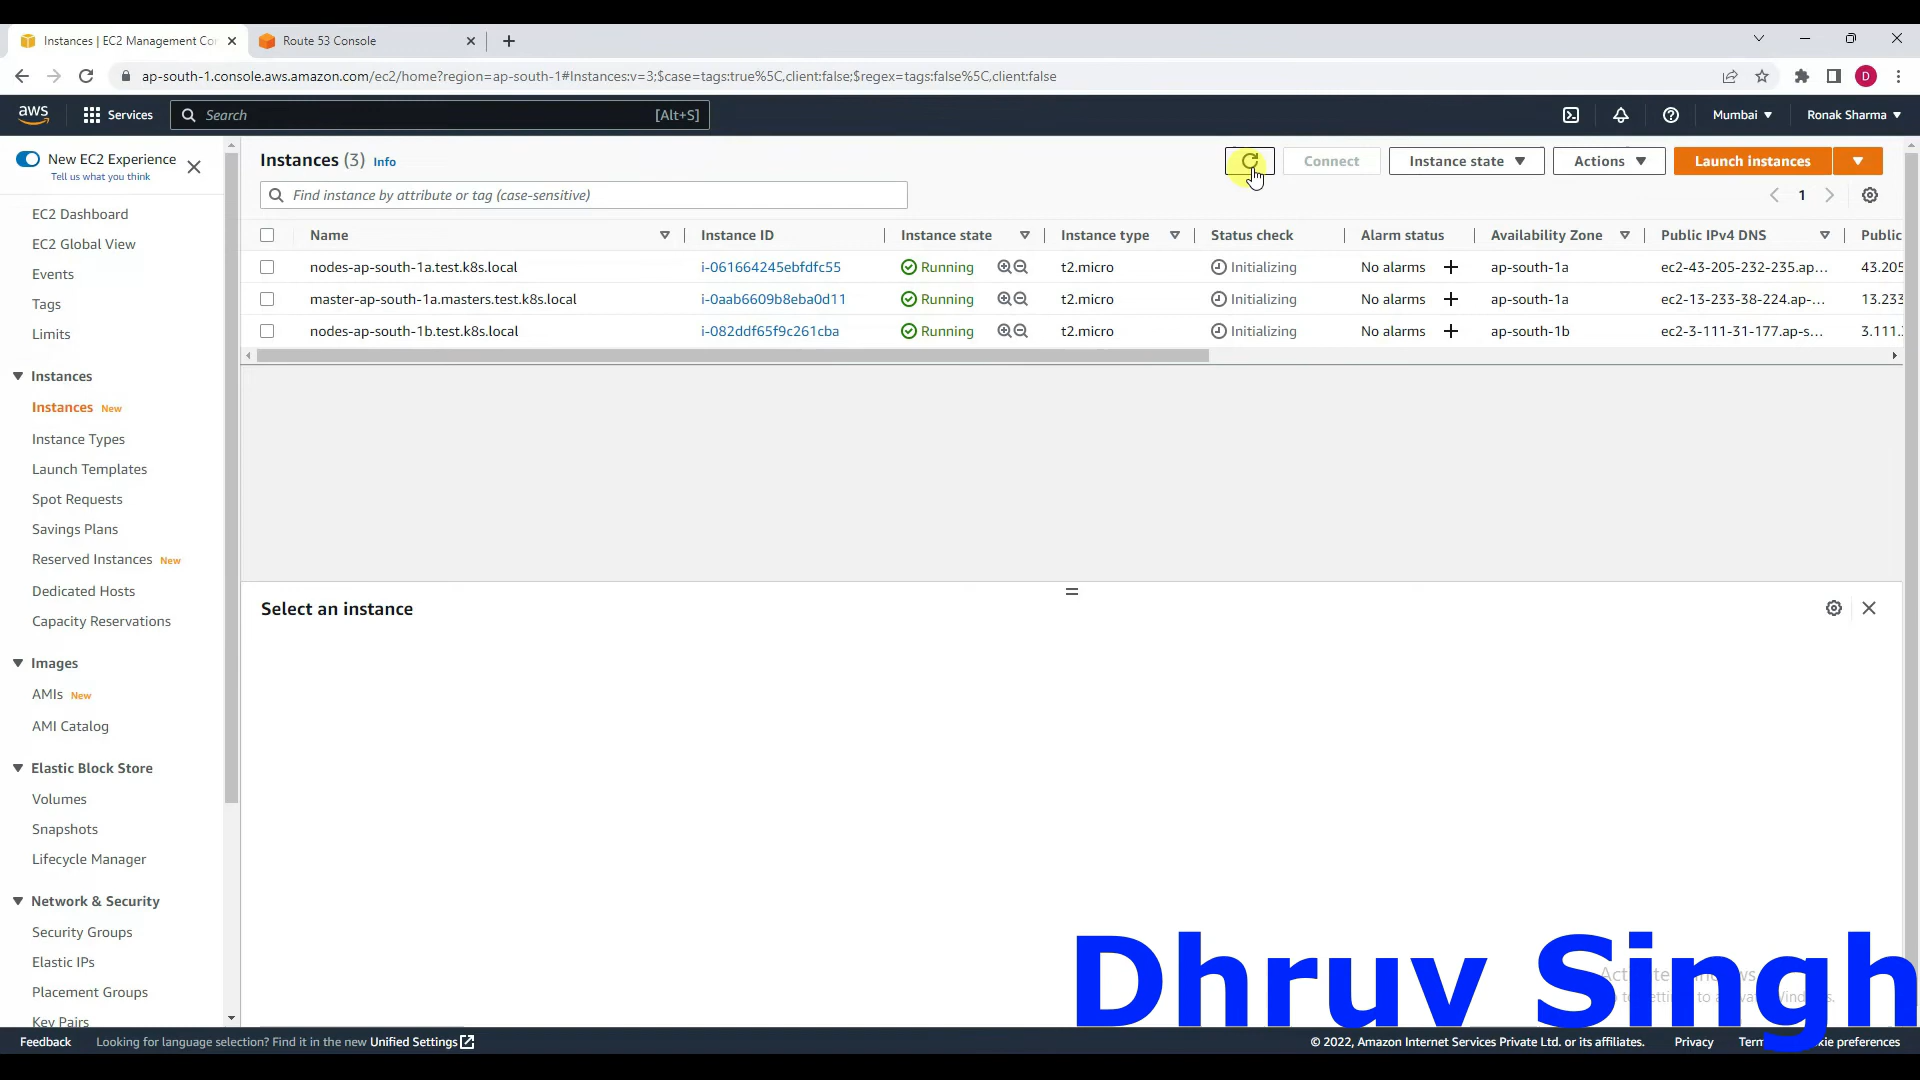 Instances | EC2 Management Co
Route 53 Console
ap-south-1.console.aws.amazon.com/ec2/home?region=ap-south-1#Instances:v=3;$case=tags:true%5C,client:false;$regex=tags:false%5C,client:false
D
aws Services Search [Alt+S] Mumbai Ronak Sharma
New EC2 Experience
Tell us what you think
EC2 Dashboard
EC2 Global View
Events
Tags
Limits
Instances
Instances New
Instance Types
Launch Templates
Spot Requests
Savings Plans
Reserved Instances New
Dedicated Hosts
Capacity Reservations
Images
AMIs New
AMI Catalog
Elastic Block Store
Volumes
Snapshots
Lifecycle Manager
Network & Security
Security Groups
Elastic IPs
Placement Groups
Key Pairs
Instances (3) Info
Connect Instance state Actions Launch instances
Find instance by attribute or tag (case-sensitive)
1
Name Instance ID Instance state Instance type Status check Alarm status Availability Zone Public IPv4 DNS Public
nodes-ap-south-1a.test.k8s.local i-061664245ebfdfc55 Running t2.micro Initializing No alarms ap-south-1a ec2-43-205-232-235.ap... 43.205
master-ap-south-1a.masters.test.k8s.local i-0aab6609b8eba0d11 Running t2.micro Initializing No alarms ap-south-1a ec2-13-233-38-224.ap-... 13.233
nodes-ap-south-1b.test.k8s.local i-082ddf65f9c261cba Running t2.micro Initializing No alarms ap-south-1b ec2-3-111-31-177.ap-s... 3.111.
Select an instance
Dhruv Singh
Feedback Looking for language selection? Find it in the new Unified Settings © 2022, Amazon Internet Services Private Ltd. or its affiliates. Privacy preferences